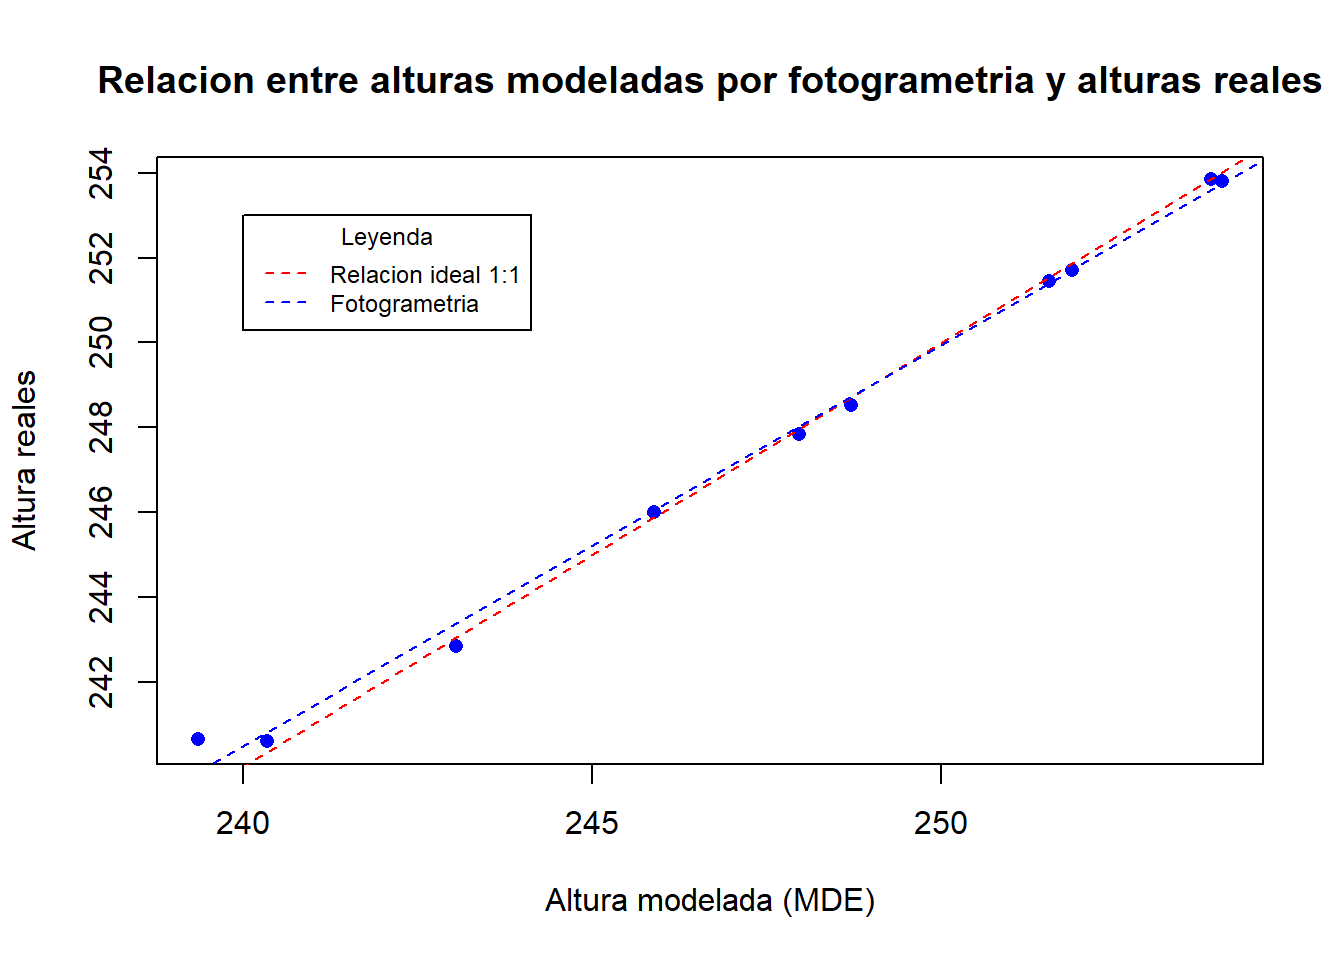 Relacion entre alturas modeladas por fotogrametria y alturas reales
Altura reales
254
252
250
248
246
244
242
Leyenda
Relacion ideal 1:1
Fotogrametria
240
245
250
Altura modelada (MDE)